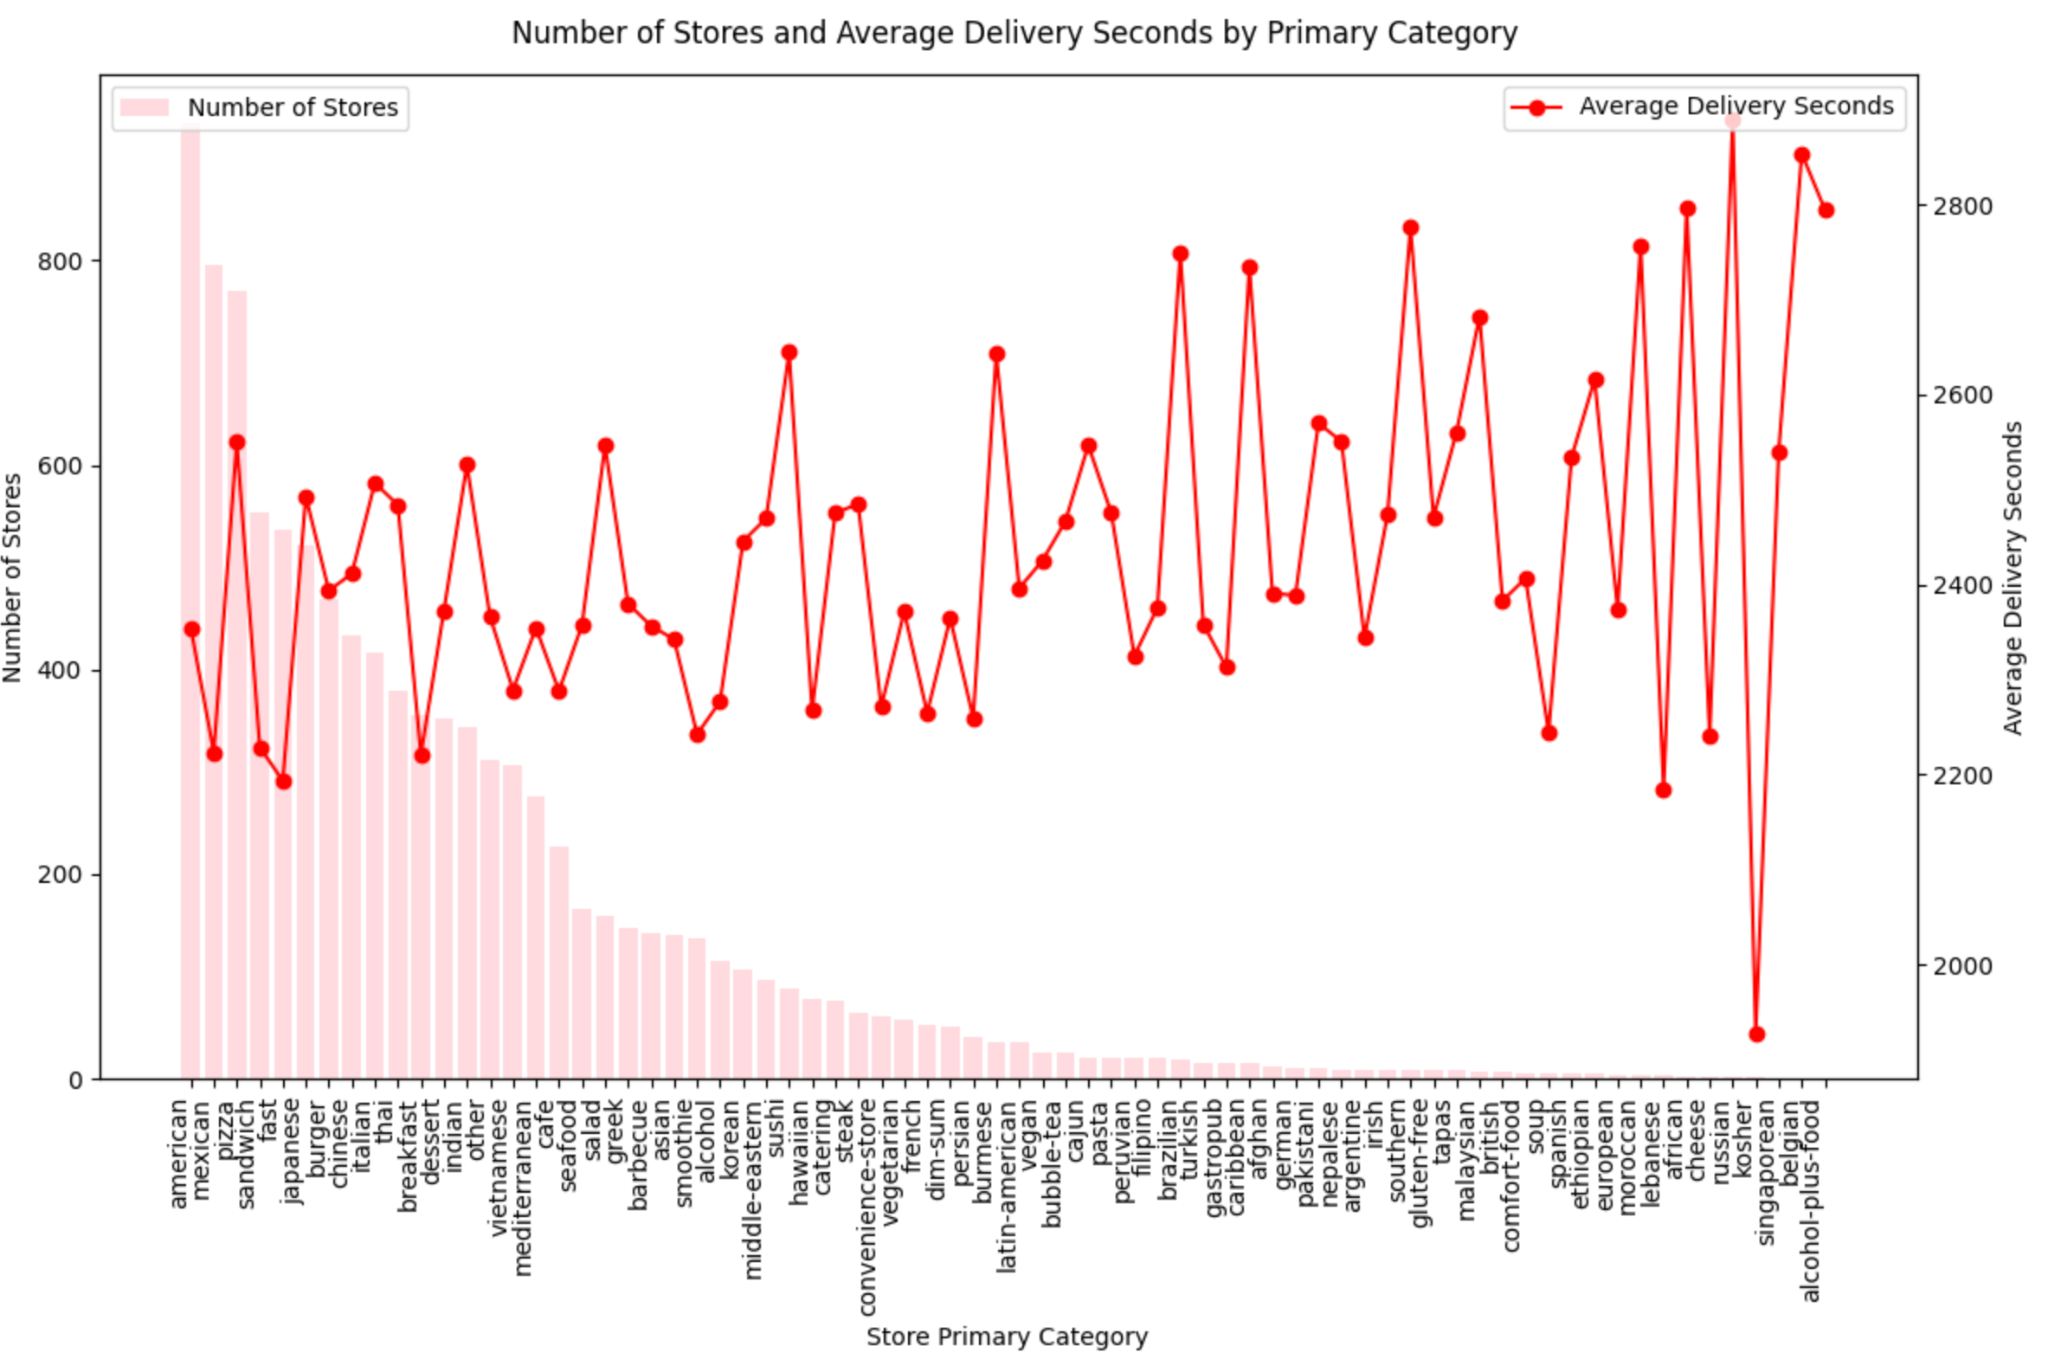 Number of Stores and Average Delivery Seconds by Primary Category
Number of Stores
Average Delivery Seconds
800
600
400
200
0
Number of Stores
2800
2600
2400
2200
2000
Average Delivery Seconds
american
mexican
pizza
sandwich
fast
japanese
burger
chinese
italian
thai
breakfast
dessert
indian
other
vietnamese
mediterranean
cafe
seafood
salad
greek
barbecue
asian
smoothie
alcohol
korean
middle-eastern
sushi
hawaiian
catering
steak
convenience-store
vegetarian
french
dim-sum
persian
burmese
latin-american
vegan
bubble-tea
cajun
pasta
peruvian
filipino
brazilian
turkish
gastropub
caribbean
afghan
german
pakistani
nepalese
argentine
irish
southern
gluten-free
tapas
malaysian
british
comfort-food
soup
spanish
ethiopian
european
moroccan
lebanese
african
cheese
russian
kosher
singaporean
belgian
alcohol-plus-food
Store Primary Category